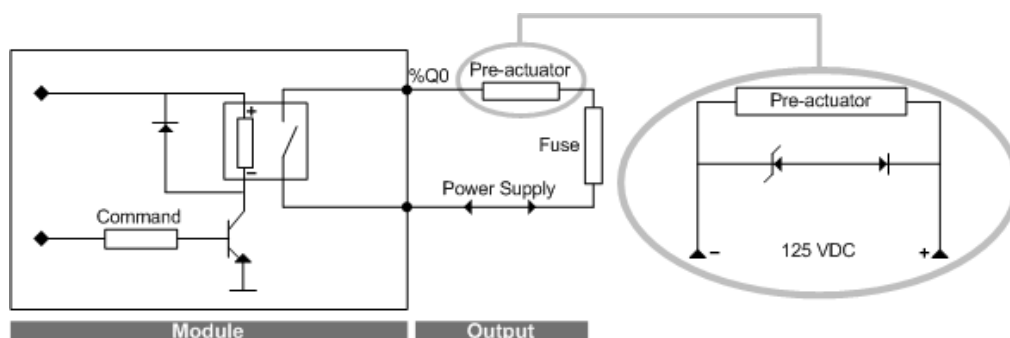 %Q0
Pre-actuator
Pre-actuator
+
Fuse
-
Power Supply
Command
- 125 VDC +
Module
Output